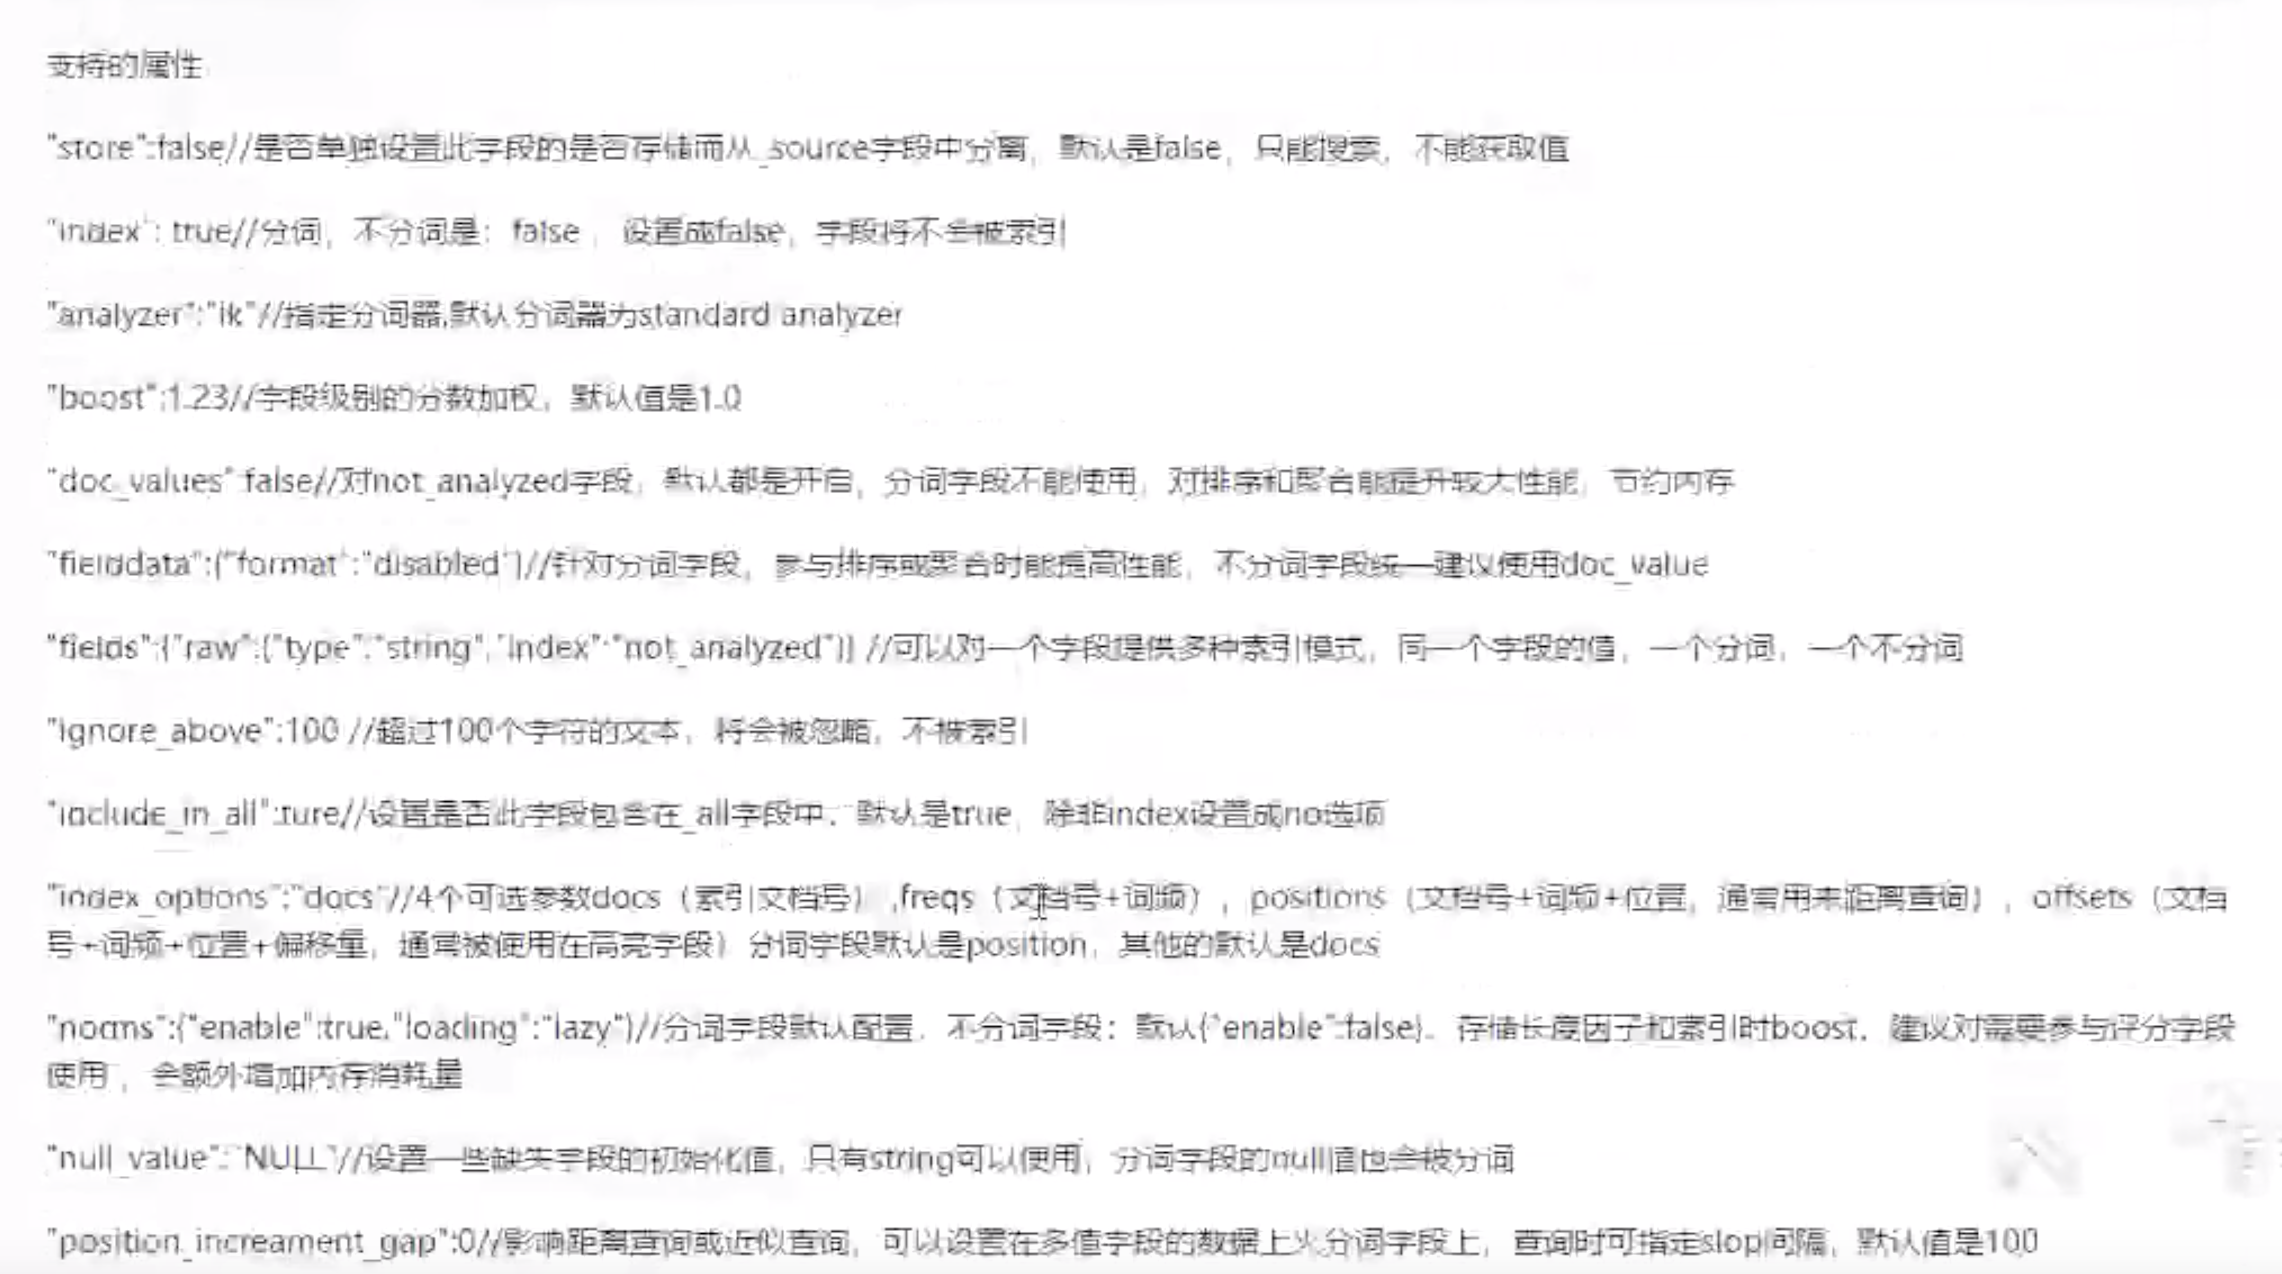 支持的属性
"store":false//是否单独设置此字段的是否存储而从_source字段中分离，默认是false，只能搜索，不能获取值
"index": true//分词，不分词是：false ，设置成false，字段将不会被索引
"analyzer":"ik"//指定分词器,默认分词器为standard analyzer
"boost":1.23//字段级别的分数加权，默认值是1.0
"doc_values":false//对not_analyzed字段，默认都是开启，分词字段不能使用，对排序和聚合能提升较大性能，节约内存
"fielddata":{"format":"disabled"}//针对分词字段，参与排序或聚合时能提高性能，不分词字段统一建议使用doc_value
"fields":{"raw":{"type":"string","index":"not_analyzed"}} //可以对一个字段提供多种索引模式，同一个字段的值，一个分词，一个不分词
"ignore_above":100 //超过100个字符的文本，将会被忽略，不被索引
"include_in_all":ture//设置是否此字段包含在_all字段中，默认是true，除非index设置成no选项
"index_options":"docs"//4个可选参数docs（索引文档号） ,freqs（文档号+词频），positions（文档号+词频+位置，通常用来距离查询），offsets（文档
号+词频+位置+偏移量，通常被使用在高亮字段）分词字段默认是position，其他的默认是docs
"norms":{"enable":true,"loading":"lazy"}//分词字段默认配置，不分词字段：默认{"enable":false}，存储长度因子和索引时boost，建议对需要参与评分字段
使用 ，会额外增加内存消耗量
"null_value":"NULL"//设置一些缺失字段的初始化值，只有string可以使用，分词字段的null值也会被分词
"position_increament_gap":0//影响距离查询或近似查询，可以设置在多值字段的数据上火分词字段上，查询时可指定slop间隔，默认值是100